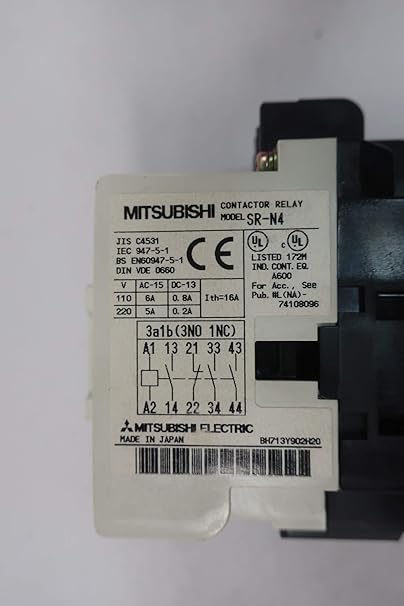 MITSUBISHI CONTACTOR RELAY
MODEL SR-N4
JIS C4531
IEC 947-5-1
BS EN60947-5-1
DIN VDE 0660
CE
UL c UL
LISTED 172M
IND. CONT. EQ.
A600
For Acc., See
Pub. #L(NA)-
74108096
V AC-15 DC-13
110 6A 0.8A Ith=16A
220 5A 0.2A
3a1b(3NO 1NC)
A1 13 21 33 43
A2 14 22 34 44
MITSUBISHI ELECTRIC
MADE IN JAPAN BH713Y902H20